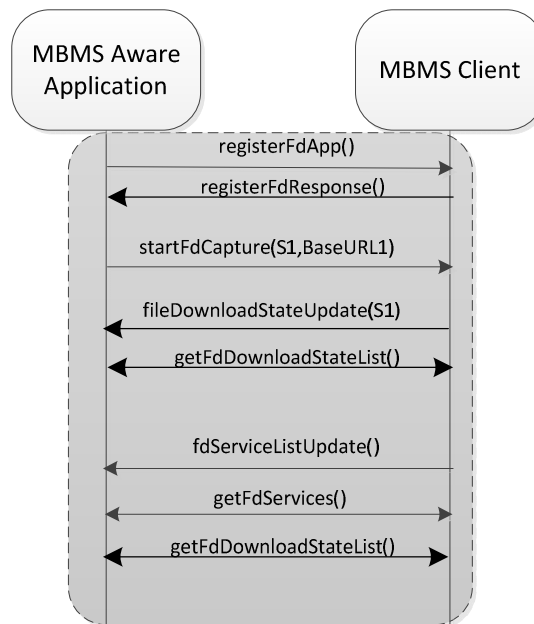 MBMS Aware
Application
MBMS Client
registerFdApp()
registerFdResponse()
startFdCapture(S1,BaseURL1)
fileDownloadStateUpdate(S1)
getFdDownloadStateList()
fdServiceListUpdate()
getFdServices()
getFdDownloadStateList()